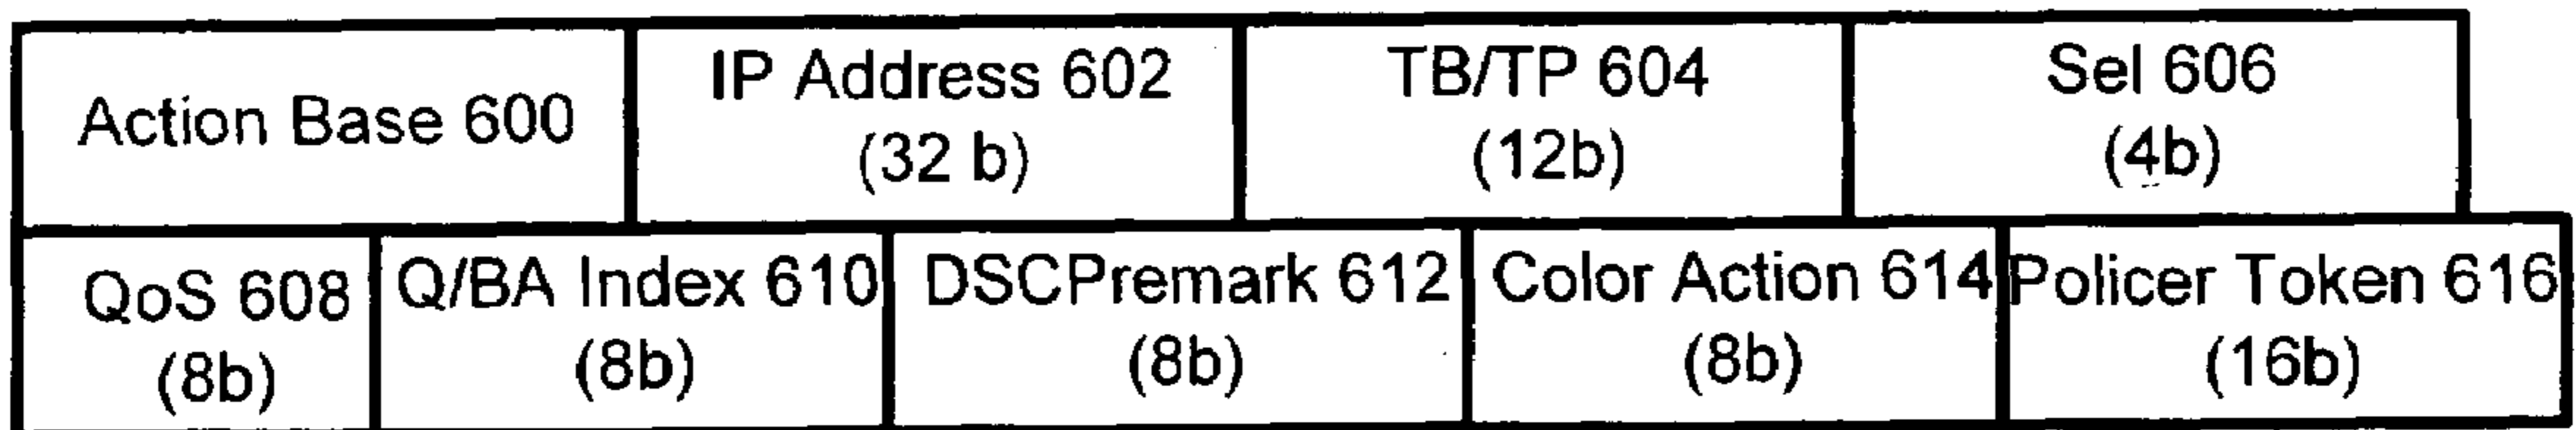 Action Base 600
IP Address 602
(32 b)
TB/TP 604
(12b)
Sel 606
(4b)
QoS 608
(8b)
Q/BA Index 610
(8b)
DSCPremark 612
(8b)
Color Action 614
(8b)
Policer Token 616
(16b)